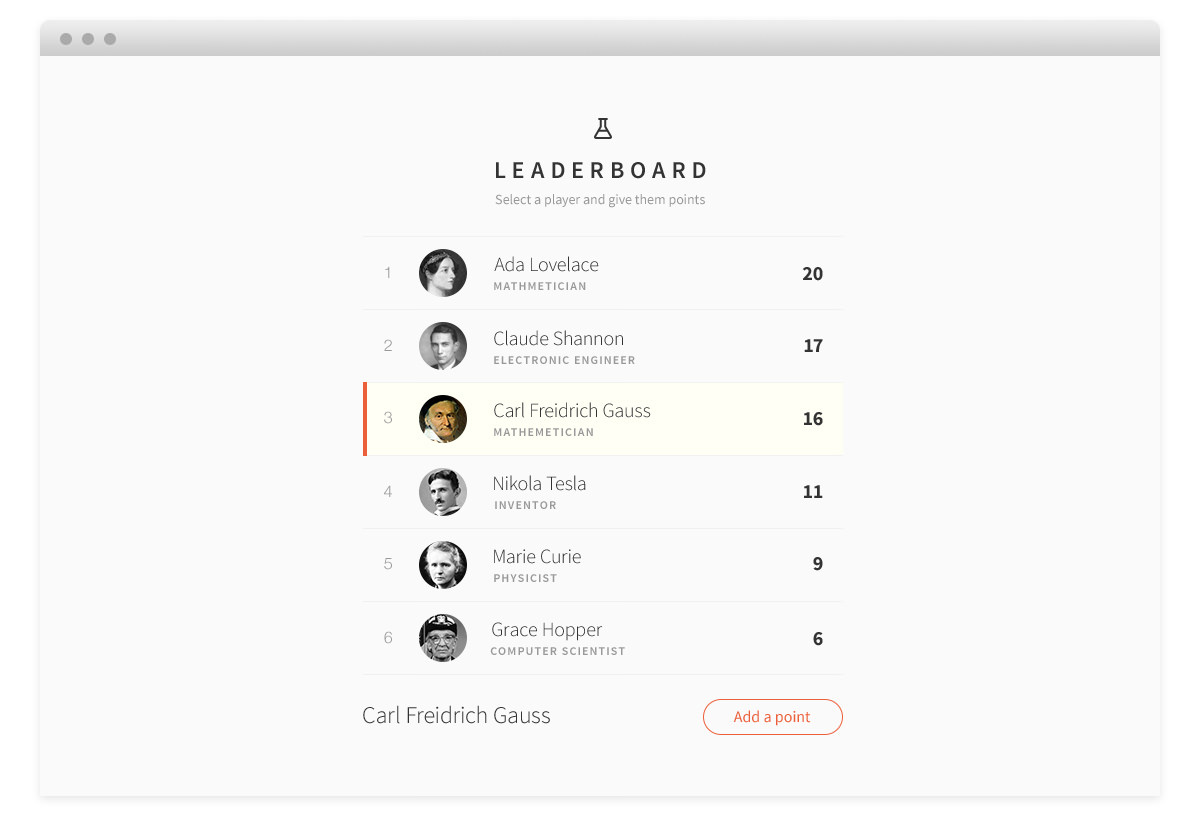 LEADERBOARD
Select a player and give them points
1
Ada Lovelace
20
MATHMETICIAN
2
Claude Shannon
17
ELECTRONIC ENGINEER
3
Carl Freidrich Gauss
16
MATHEMETICIAN
4
Nikola Tesla
11
INVENTOR
5
Marie Curie
9
PHYSICIST
6
Grace Hopper
6
COMPUTER SCIENTIST
Carl Freidrich Gauss
Add a point